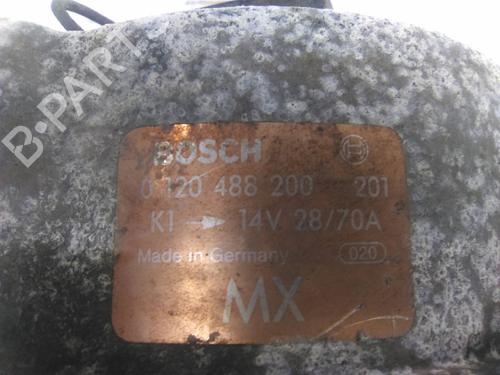 B-PART
BOSCH
0 120 488 200 201
K1 → 14V 28/70A
Made in Germany 020
MX